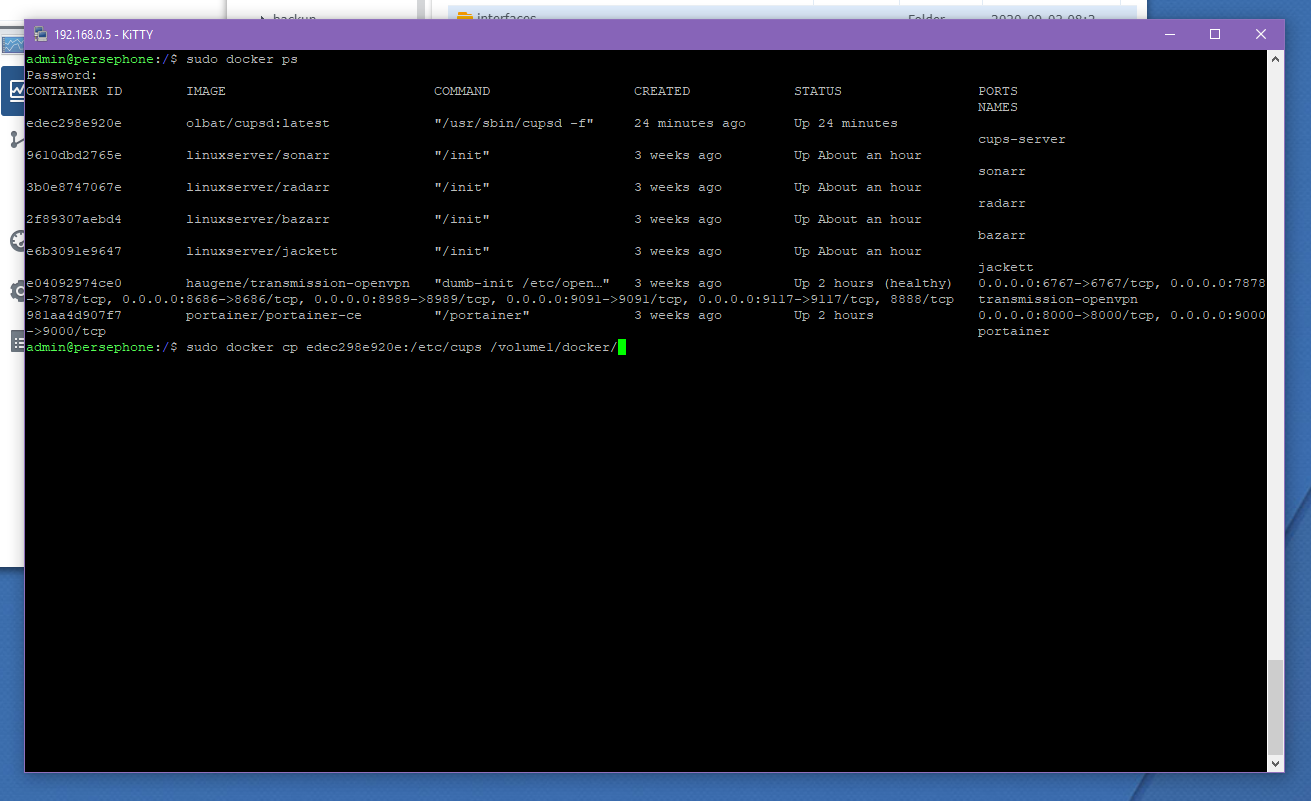 interfaces
192.168.0.5 - KiTTY
admin@persephone:/$ sudo docker ps
Password:
CONTAINER ID IMAGE COMMAND CREATED STATUS PORTS
NAMES
edec298e920e olbat/cupsd:latest "/usr/sbin/cupsd -f" 24 minutes ago Up 24 minutes
cups-server
9610dbd2765e linuxserver/sonarr "/init" 3 weeks ago Up About an hour
sonarr
3b0e8747067e linuxserver/radarr "/init" 3 weeks ago Up About an hour
radarr
2f89307aebd4 linuxserver/bazarr "/init" 3 weeks ago Up About an hour
bazarr
e6b3091e9647 linuxserver/jackett "/init" 3 weeks ago Up About an hour
jackett
e04092974ce0 haugene/transmission-openvpn "dumb-init /etc/open…" 3 weeks ago Up 2 hours (healthy) 0.0.0.0:6767->6767/tcp, 0.0.0.0:7878
->7878/tcp, 0.0.0.0:8686->8686/tcp, 0.0.0.0:8989->8989/tcp, 0.0.0.0:9091->9091/tcp, 0.0.0.0:9117->9117/tcp, 8888/tcp transmission-openvpn
981aa4d907f7 portainer/portainer-ce "/portainer" 3 weeks ago Up 2 hours 0.0.0.0:8000->8000/tcp, 0.0.0.0:9000
->9000/tcp portainer
admin@persephone:/$ sudo docker cp edec298e920e:/etc/cups /volume1/docker/